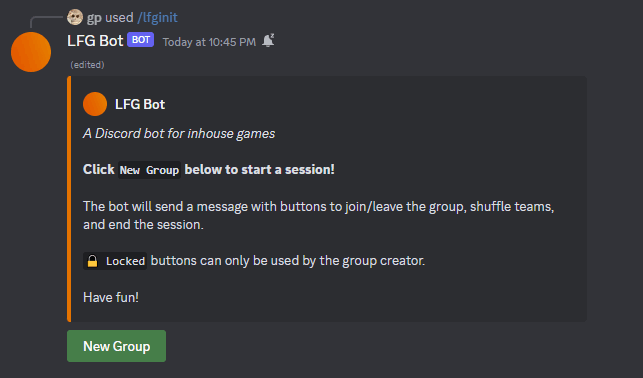 gp used /lfginit
LFG Bot BOT Today at 10:45 PM
(edited)
LFG Bot
A Discord bot for inhouse games
Click New Group below to start a session!
The bot will send a message with buttons to join/leave the group, shuffle teams,
and end the session.
🔒 Locked buttons can only be used by the group creator.
Have fun!
New Group